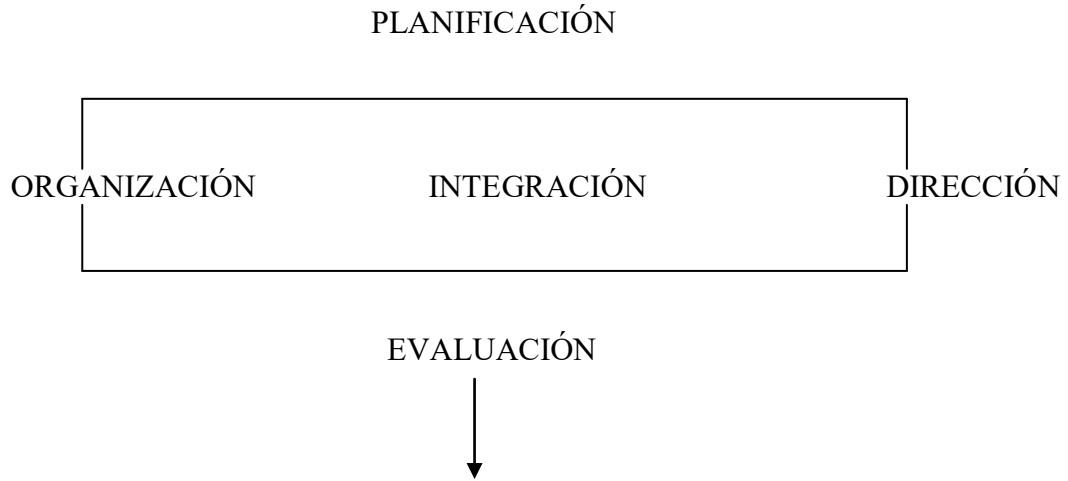 PLANIFICACIÓN
ORGANIZACIÓN INTEGRACIÓN DIRECCIÓN
EVALUACIÓN